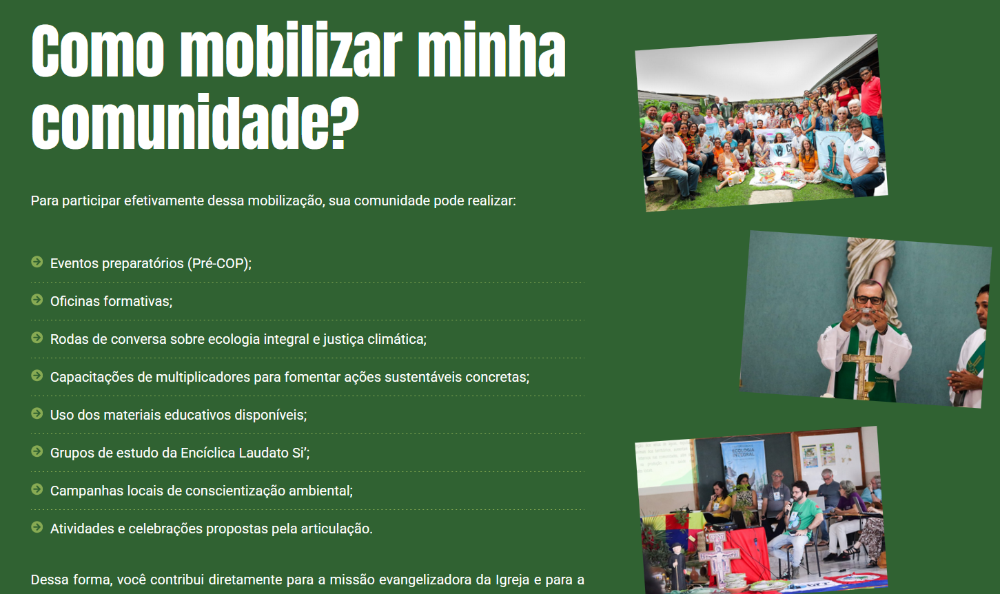 Como mobilizar minha
comunidade?
Para participar efetivamente dessa mobilização, sua comunidade pode realizar:
Eventos preparatórios (Pré-COP);
Oficinas formativas;
Rodas de conversa sobre ecologia integral e justiça climática;
Capacitações de multiplicadores para fomentar ações sustentáveis concretas;
Uso dos materiais educativos disponíveis;
Grupos de estudo da Encíclica Laudato Si’;
Campanhas locais de conscientização ambiental;
Atividades e celebrações propostas pela articulação.
Dessa forma, você contribui diretamente para a missão evangelizadora da Igreja e para a
ECOLOGIA
INTEGRAL